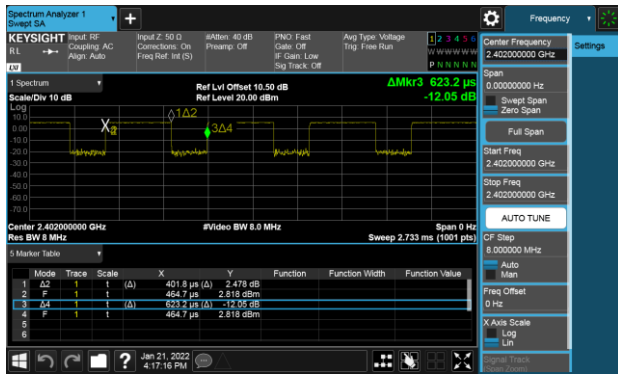 Spectrum Analyzer 1
Swept SA
+
Frequency
KEYSIGHT
RL
LXI
Input: RF
Coupling: AC
Align: Auto
Input Z: 50 Ω
Corrections: On
Freq Ref: Int (S)
#Atten: 40 dB
Preamp: Off
PNO: Fast
Gate: Off
IF Gain: Low
Sig Track: Off
Avg Type: Voltage
Trig: Free Run
1 2 3 4 5 6
W W W W W W
P N N N N N
Settings
Center Frequency
2.402000000 GHz
Span
0.00000000 Hz
Swept Span
Zero Span
Full Span
Start Freq
2.402000000 GHz
Stop Freq
2.402000000 GHz
AUTO TUNE
CF Step
8.000000 MHz
Auto
Man
Freq Offset
0 Hz
X Axis Scale
Log
Lin
Signal Track
(Span Zoom)
1 Spectrum
Scale/Div 10 dB
Ref Lvl Offset 10.50 dB
Ref Level 20.00 dBm
ΔMkr3 623.2 µs
-12.05 dB
Log
10.0
0.00
-10.0
-20.0
-30.0
-40.0
-50.0
-60.0
-70.0
1Δ2
3Δ4
Center 2.402000000 GHz
Res BW 8 MHz
#Video BW 8.0 MHz
Span 0 Hz
Sweep 2.733 ms (1001 pts)
5 Marker Table
Mode Trace Scale X Y Function Function Width Function Value
1 Δ2 1 t (Δ) 401.8 µs (Δ) 2.478 dB
2 F 1 t 464.7 µs 2.818 dBm
3 Δ4 1 t (Δ) 623.2 µs (Δ) -12.05 dB
4 F 1 t 464.7 µs 2.818 dBm
5
6
?
Jan 21, 2022
4:17:16 PM